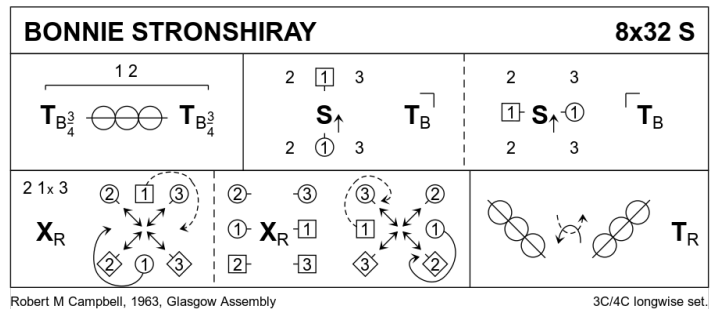 BONNIE STRONSHIRAY 8x32 S
1 2
T B 3/4 T B 3/4
2 1 3 2 3
S T B 1 S 1 T B
2 1 3 2 3
2 1x 3 2 1 3 2 3 3 2
X R 1 X R 1 1 1 T R
2 1 3 2 3 3 2
Robert M Campbell, 1963, Glasgow Assembly 3C/4C longwise set.